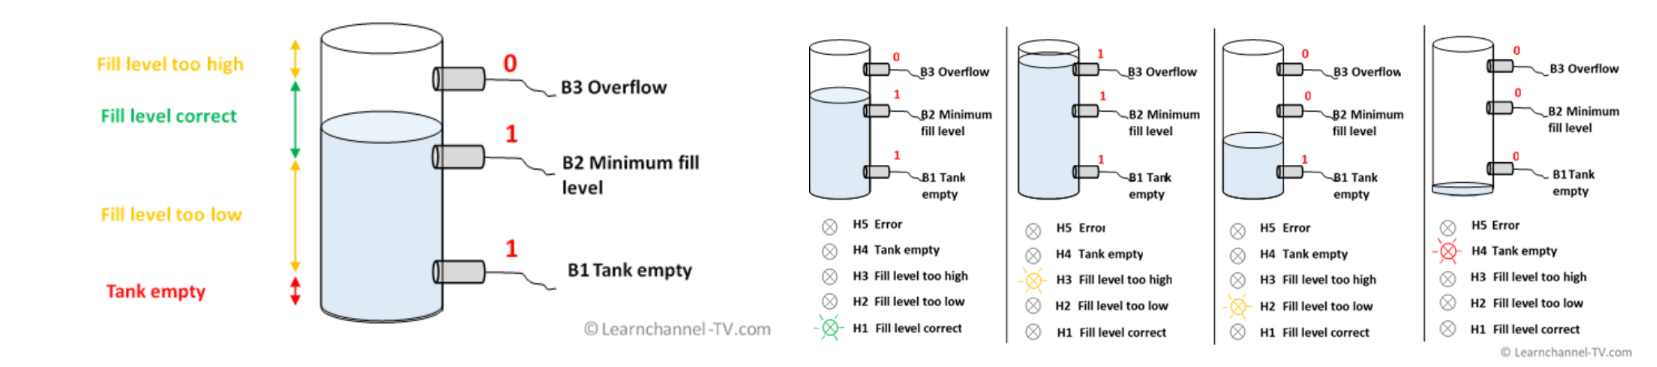 Fill level too high
Fill level correct
Fill level too low
Tank empty
0
B3 Overflow
1
B2 Minimum fill
level
1
B1 Tank empty
© Learnchannel-TV.com
0
B3 Overflow
1
B2 Minimum
fill level
1
B1 Tank
empty
H5 Error
H4 Tank empty
H3 Fill level too high
H2 Fill level too low
H1 Fill level correct
1
B3 Overflow
1
B2 Minimum
fill level
1
B1 Tank
empty
H5 Error
H4 Tank empty
H3 Fill level too high
H2 Fill level too low
H1 Fill level correct
0
B3 Overflow
0
B2 Minimum
fill level
1
B1 Tank
empty
H5 Error
H4 Tank empty
H3 Fill level too high
H2 Fill level too low
H1 Fill level correct
0
B3 Overflow
0
B2 Minimum
fill level
0
B1 Tank
empty
H5 Error
H4 Tank empty
H3 Fill level too high
H2 Fill level too low
H1 Fill level correct
© Learnchannel-TV.com